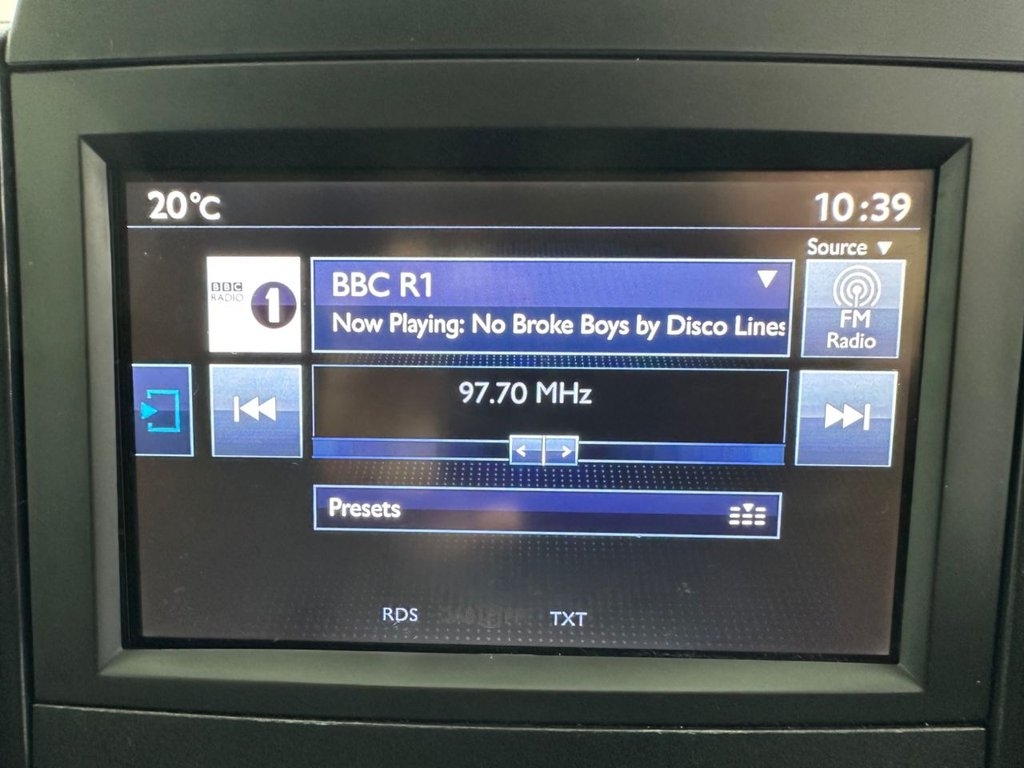 20°C
10:39
Source
BBC
RADIO
1
BBC R1
Now Playing: No Broke Boys by Disco Lines
FM
Radio
97.70 MHz
Presets
RDS
TXT